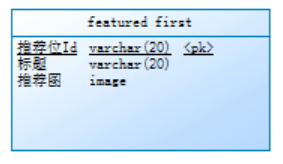 featured first
推荐位Id varchar(20) <pk>
标题 varchar(20)
推荐图 image